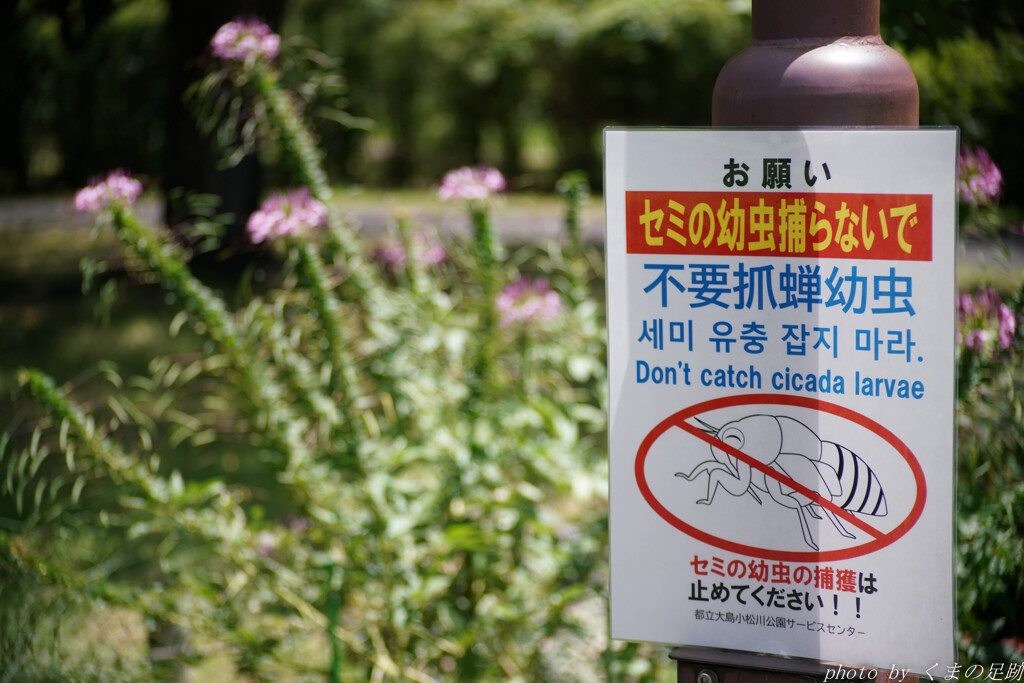 お願い
セミの幼虫捕らないで
不要抓蝉幼虫
세미 유충 잡지 마라.
Don't catch cicada larvae
セミの幼虫の捕獲は
止めてください！！
都立大島小松川公園サービスセンター
photo by くまの足跡